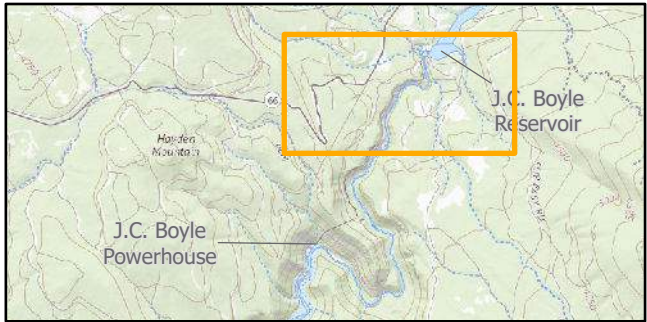 J.C. Boyle
Reservoir
66
Hayden
Mountain
J.C. Boyle
Powerhouse